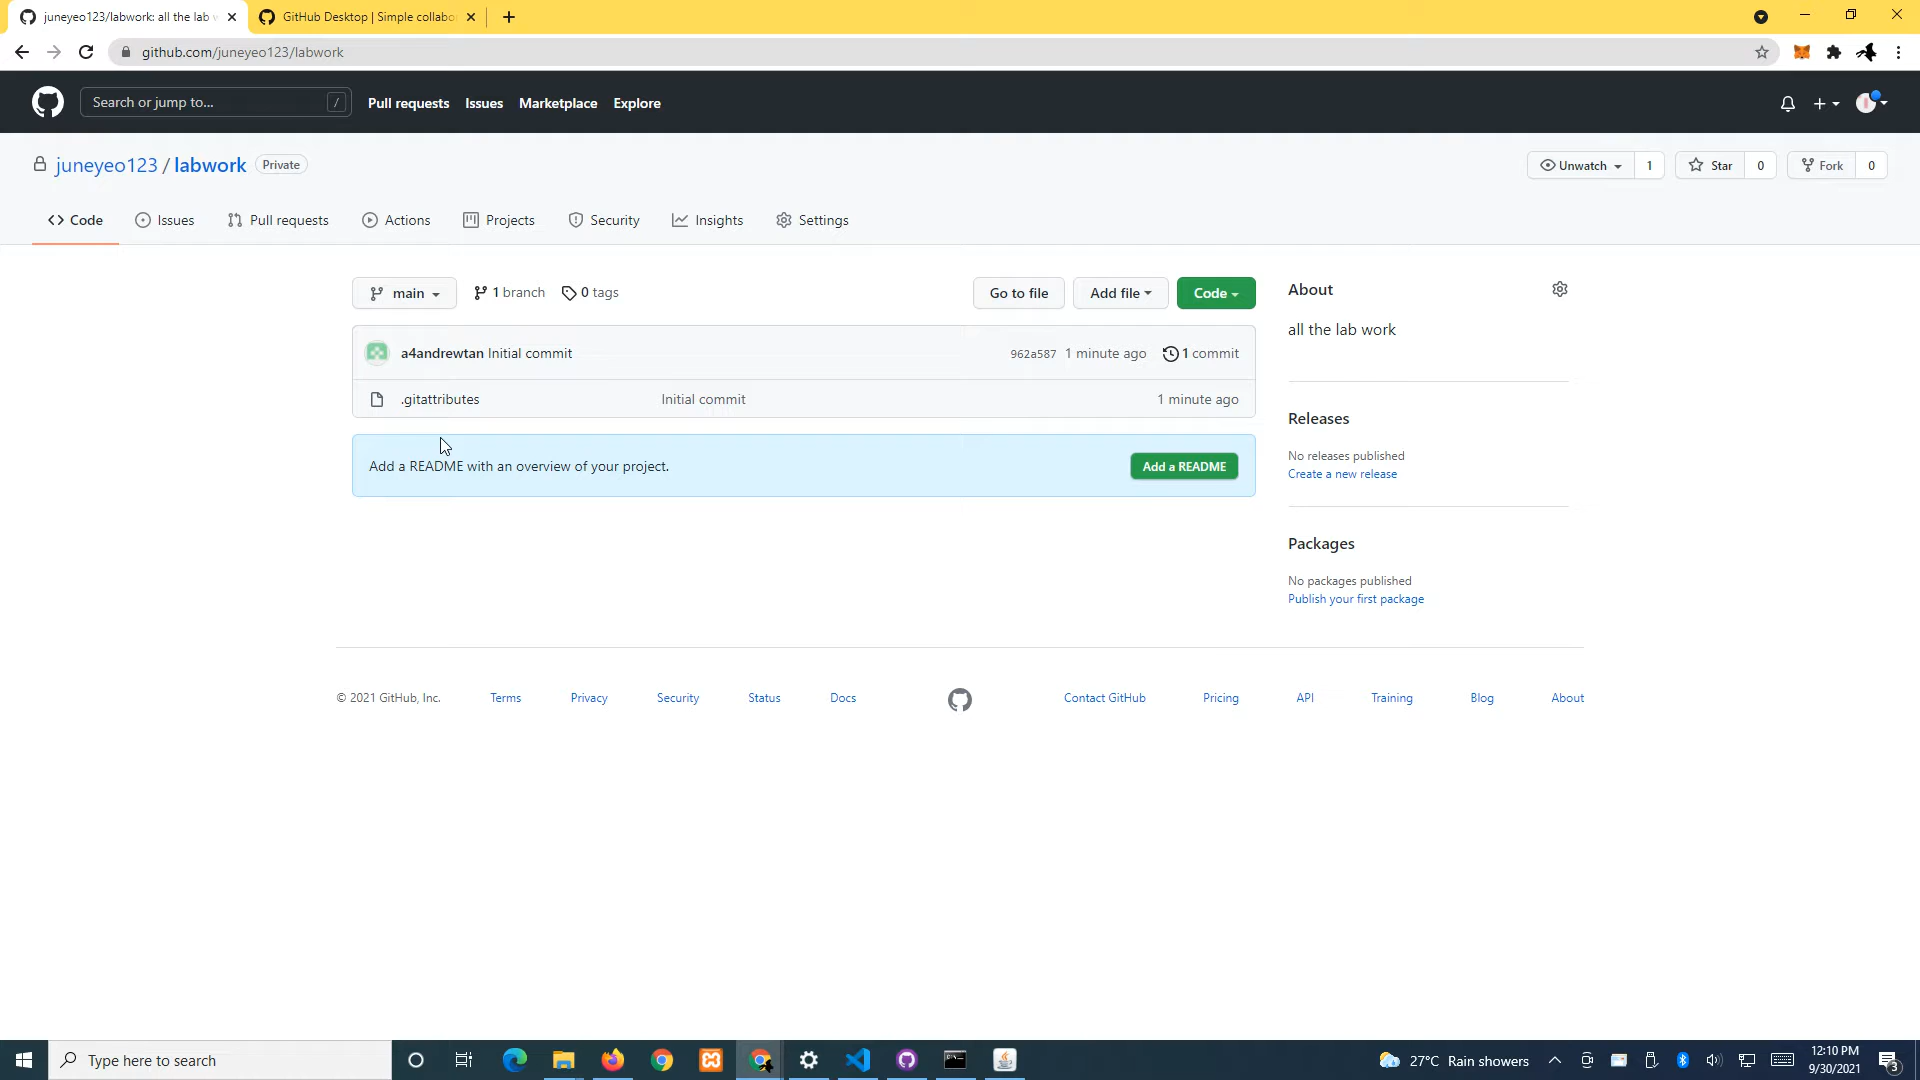 juneyeo123/labwork: all the lab w
GitHub Desktop | Simple collabo
github.com/juneyeo123/labwork
Search or jump to... /
Pull requests Issues Marketplace Explore
juneyeo123 / labwork Private
Unwatch 1 Star 0 Fork 0
Code Issues Pull requests Actions Projects Security Insights Settings
main 1 branch 0 tags Go to file Add file Code
a4andrewtan Initial commit 962a587 1 minute ago 1 commit
.gitattributes Initial commit 1 minute ago
Add a README with an overview of your project. Add a README
About
all the lab work
Releases
No releases published
Create a new release
Packages
No packages published
Publish your first package
© 2021 GitHub, Inc. Terms Privacy Security Status Docs Contact GitHub Pricing API Training Blog About
Type here to search
27°C Rain showers
12:10 PM
9/30/2021
3